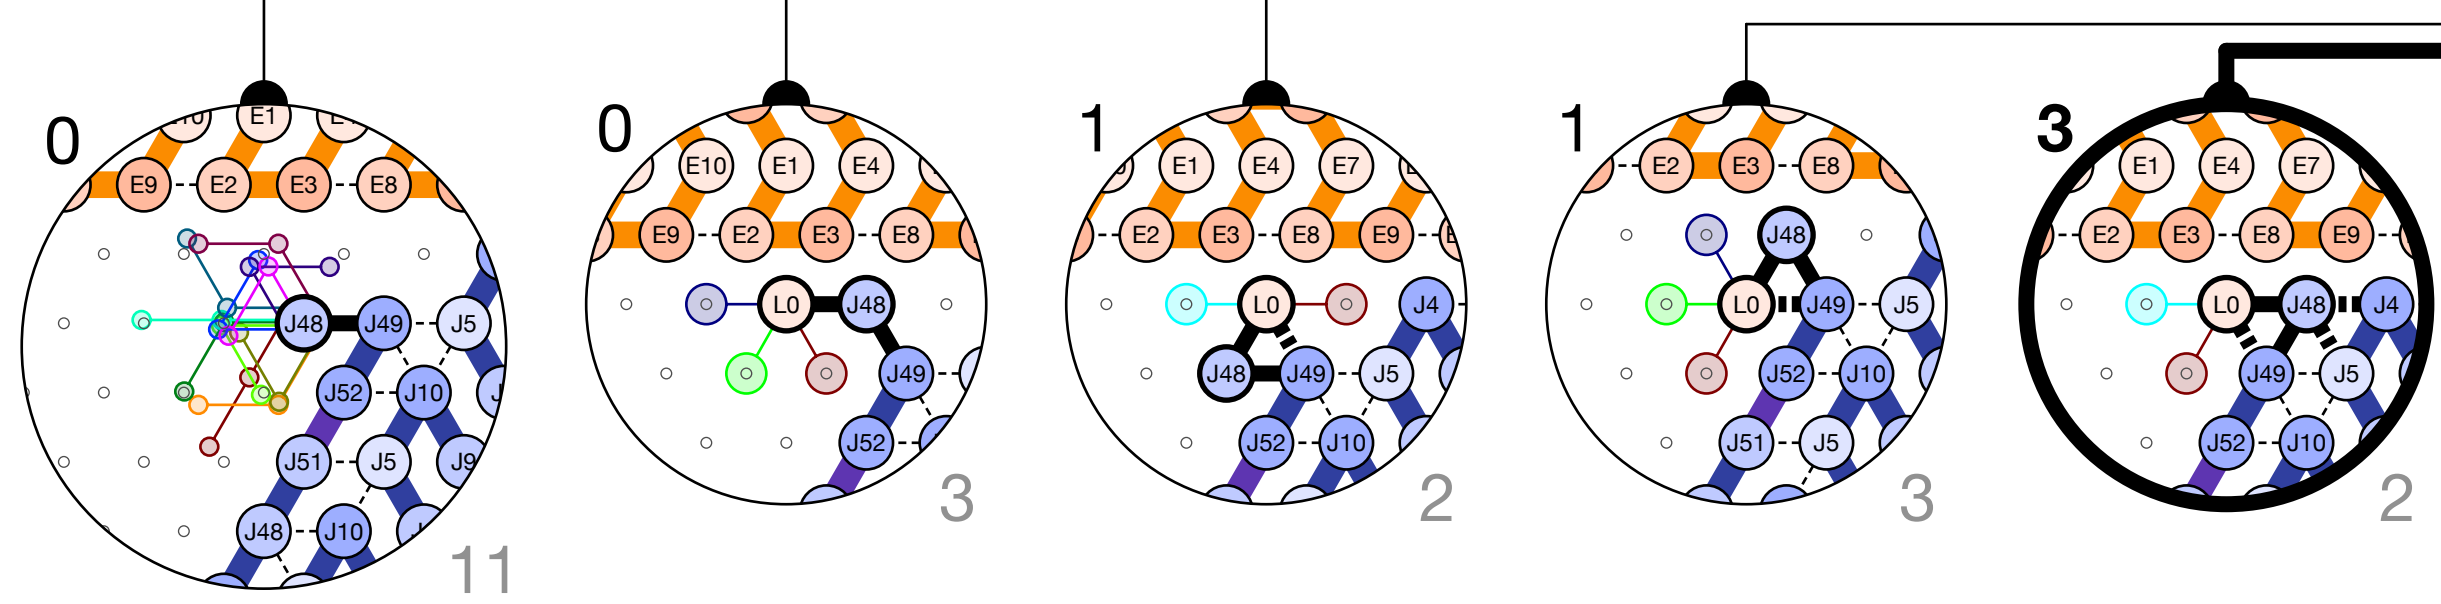 0
E1
E9 E2 E3 E8
J48 J49 J5
J52 J10
J51 J5 J9
J48 J10
11
0
E10 E1 E4
E9 E2 E3 E8
L0 J48
J49
J52
3
1
E1 E4 E7
E2 E3 E8 E9
L0 J4
J48 J49 J5
J52 J10
2
1
E2 E3 E8
J48
L0 J49 J5
J52 J10
J51 J5
3
3
E1 E4 E7
E2 E3 E8 E9
L0 J48 J4
J49 J5
J52 J10
2